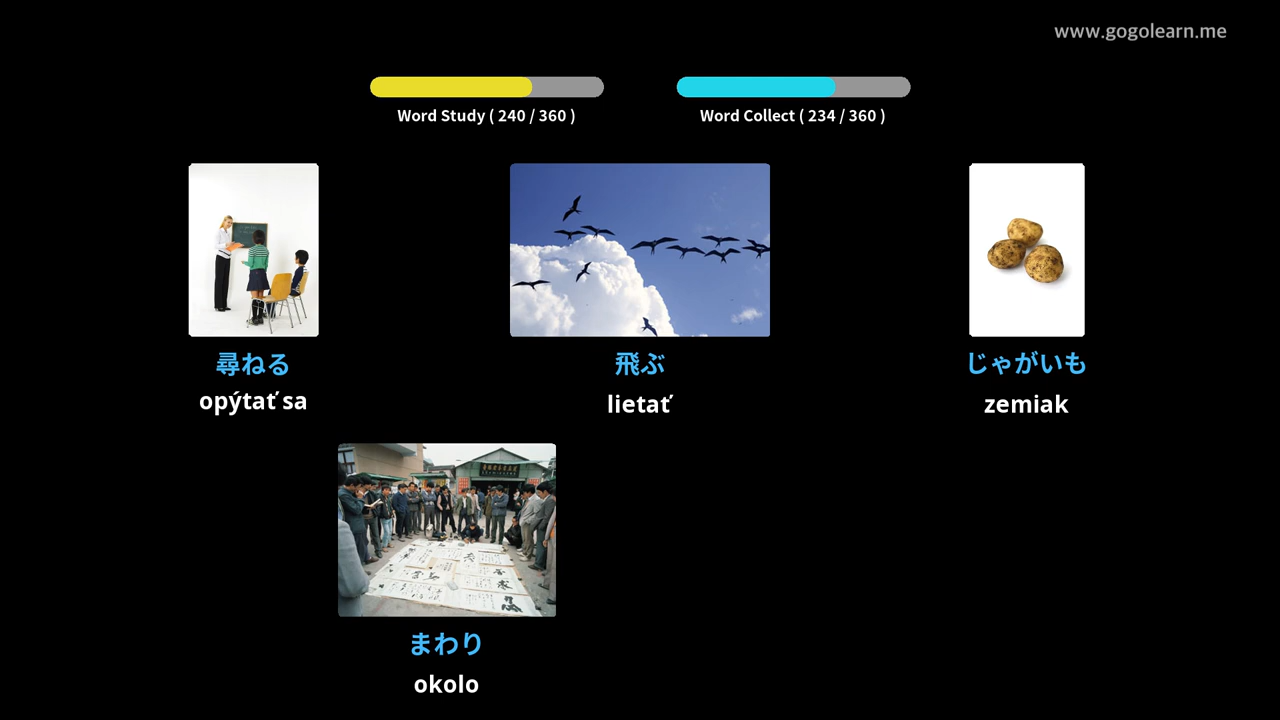 www.gogolearn.me
Word Study ( 240 / 360 )
Word Collect ( 234 / 360 )
尋ねる
opýtať sa
飛ぶ
lietať
じゃがいも
zemiak
まわり
okolo